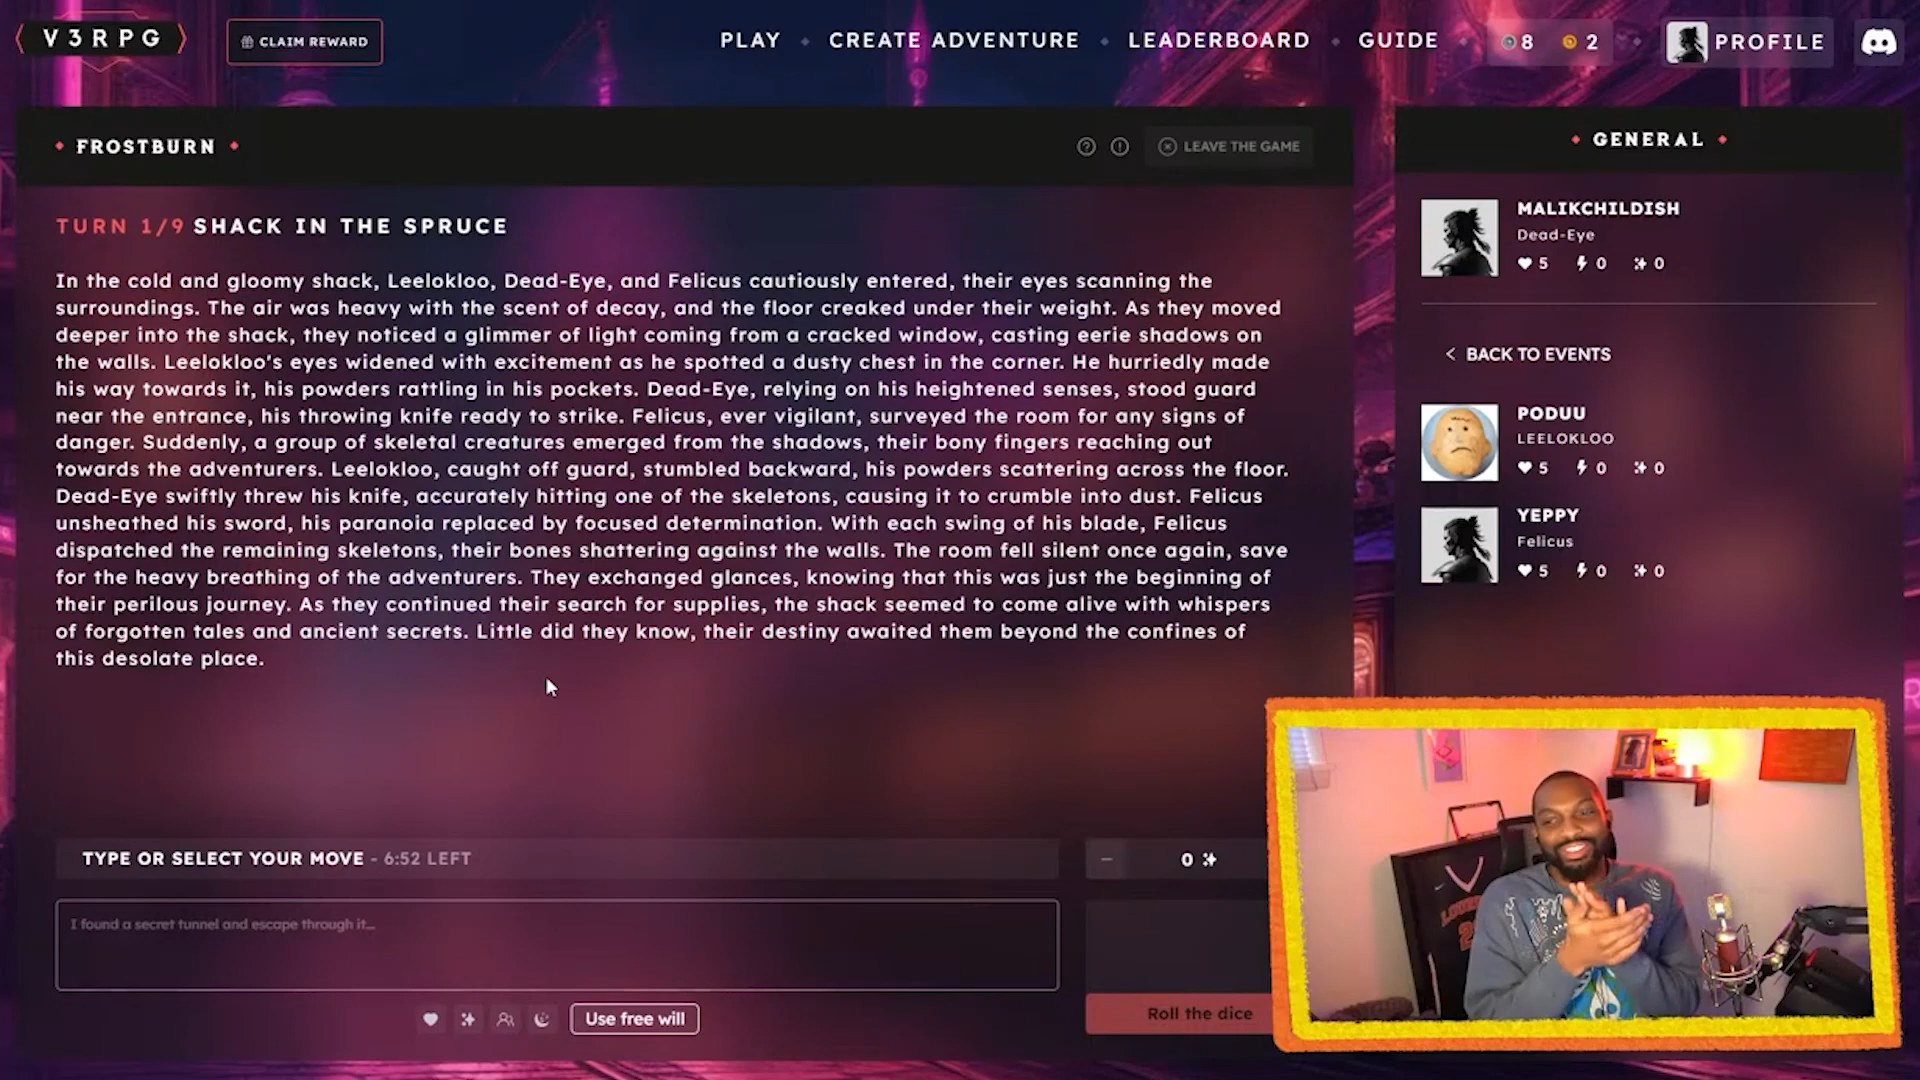 V3RPG
CLAIM REWARD
PLAY
CREATE ADVENTURE
LEADERBOARD
GUIDE
8
2
PROFILE
FROSTBURN
LEAVE THE GAME
TURN 1/9 SHACK IN THE SPRUCE
In the cold and gloomy shack, Leelokloo, Dead-Eye, and Felicus cautiously entered, their eyes scanning the
surroundings. The air was heavy with the scent of decay, and the floor creaked under their weight. As they moved
deeper into the shack, they noticed a glimmer of light coming from a cracked window, casting eerie shadows on
the walls. Leelokloo's eyes widened with excitement as he spotted a dusty chest in the corner. He hurriedly made
his way towards it, his powders rattling in his pockets. Dead-Eye, relying on his heightened senses, stood guard
near the entrance, his throwing knife ready to strike. Felicus, ever vigilant, surveyed the room for any signs of
danger. Suddenly, a group of skeletal creatures emerged from the shadows, their bony fingers reaching out
towards the adventurers. Leelokloo, caught off guard, stumbled backward, his powders scattering across the floor.
Dead-Eye swiftly threw his knife, accurately hitting one of the skeletons, causing it to crumble into dust. Felicus
unsheathed his sword, his paranoia replaced by focused determination. With each swing of his blade, Felicus
dispatched the remaining skeletons, their bones shattering against the walls. The room fell silent once again, save
for the heavy breathing of the adventurers. They exchanged glances, knowing that this was just the beginning of
their perilous journey. As they continued their search for supplies, the shack seemed to come alive with whispers
of forgotten tales and ancient secrets. Little did they know, their destiny awaited them beyond the confines of
this desolate place.
TYPE OR SELECT YOUR MOVE - 6:52 LEFT
0
I found a secret tunnel and escape through it...
Use free will
Roll the dice
GENERAL
MALIKCHILDISH
Dead-Eye
5 0 0
< BACK TO EVENTS
PODUU
LEELOKLOO
5 0 0
YEPPY
Felicus
5 0 0